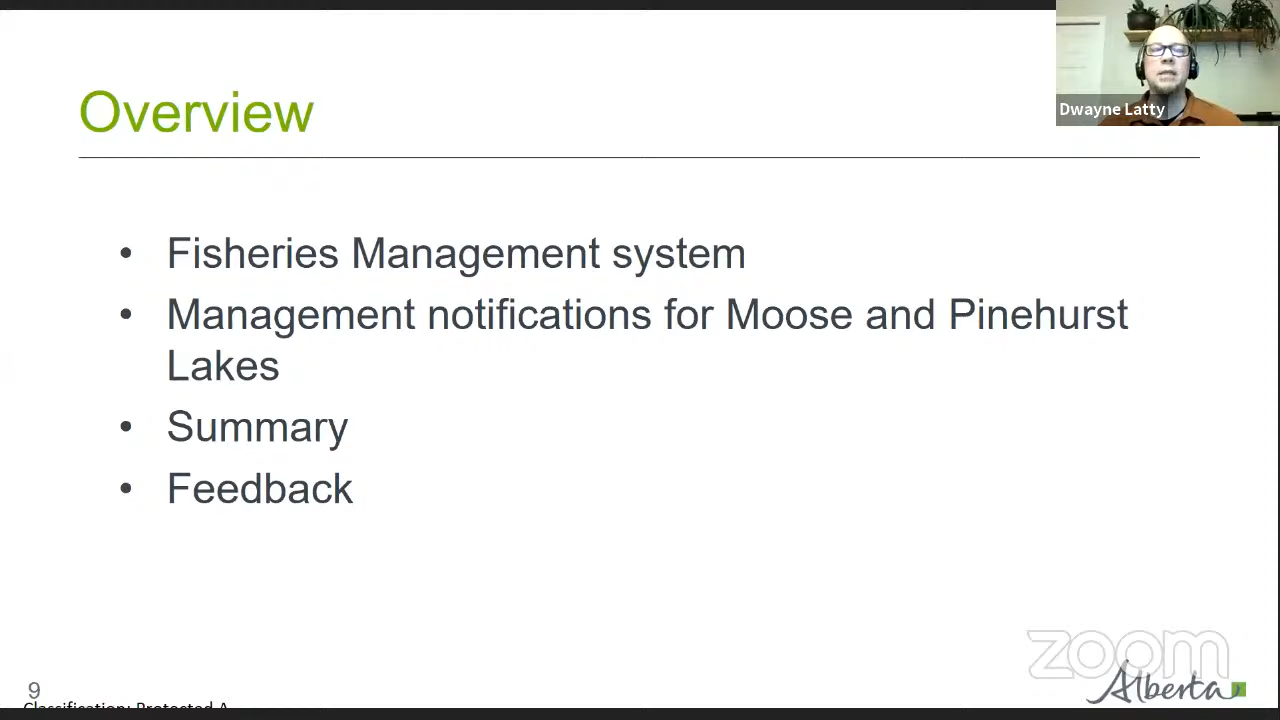 Overview
Dwayne Latty
• Fisheries Management system
• Management notifications for Moose and Pinehurst
Lakes
• Summary
• Feedback
zoom
Alberta
9
Classification: Protected A